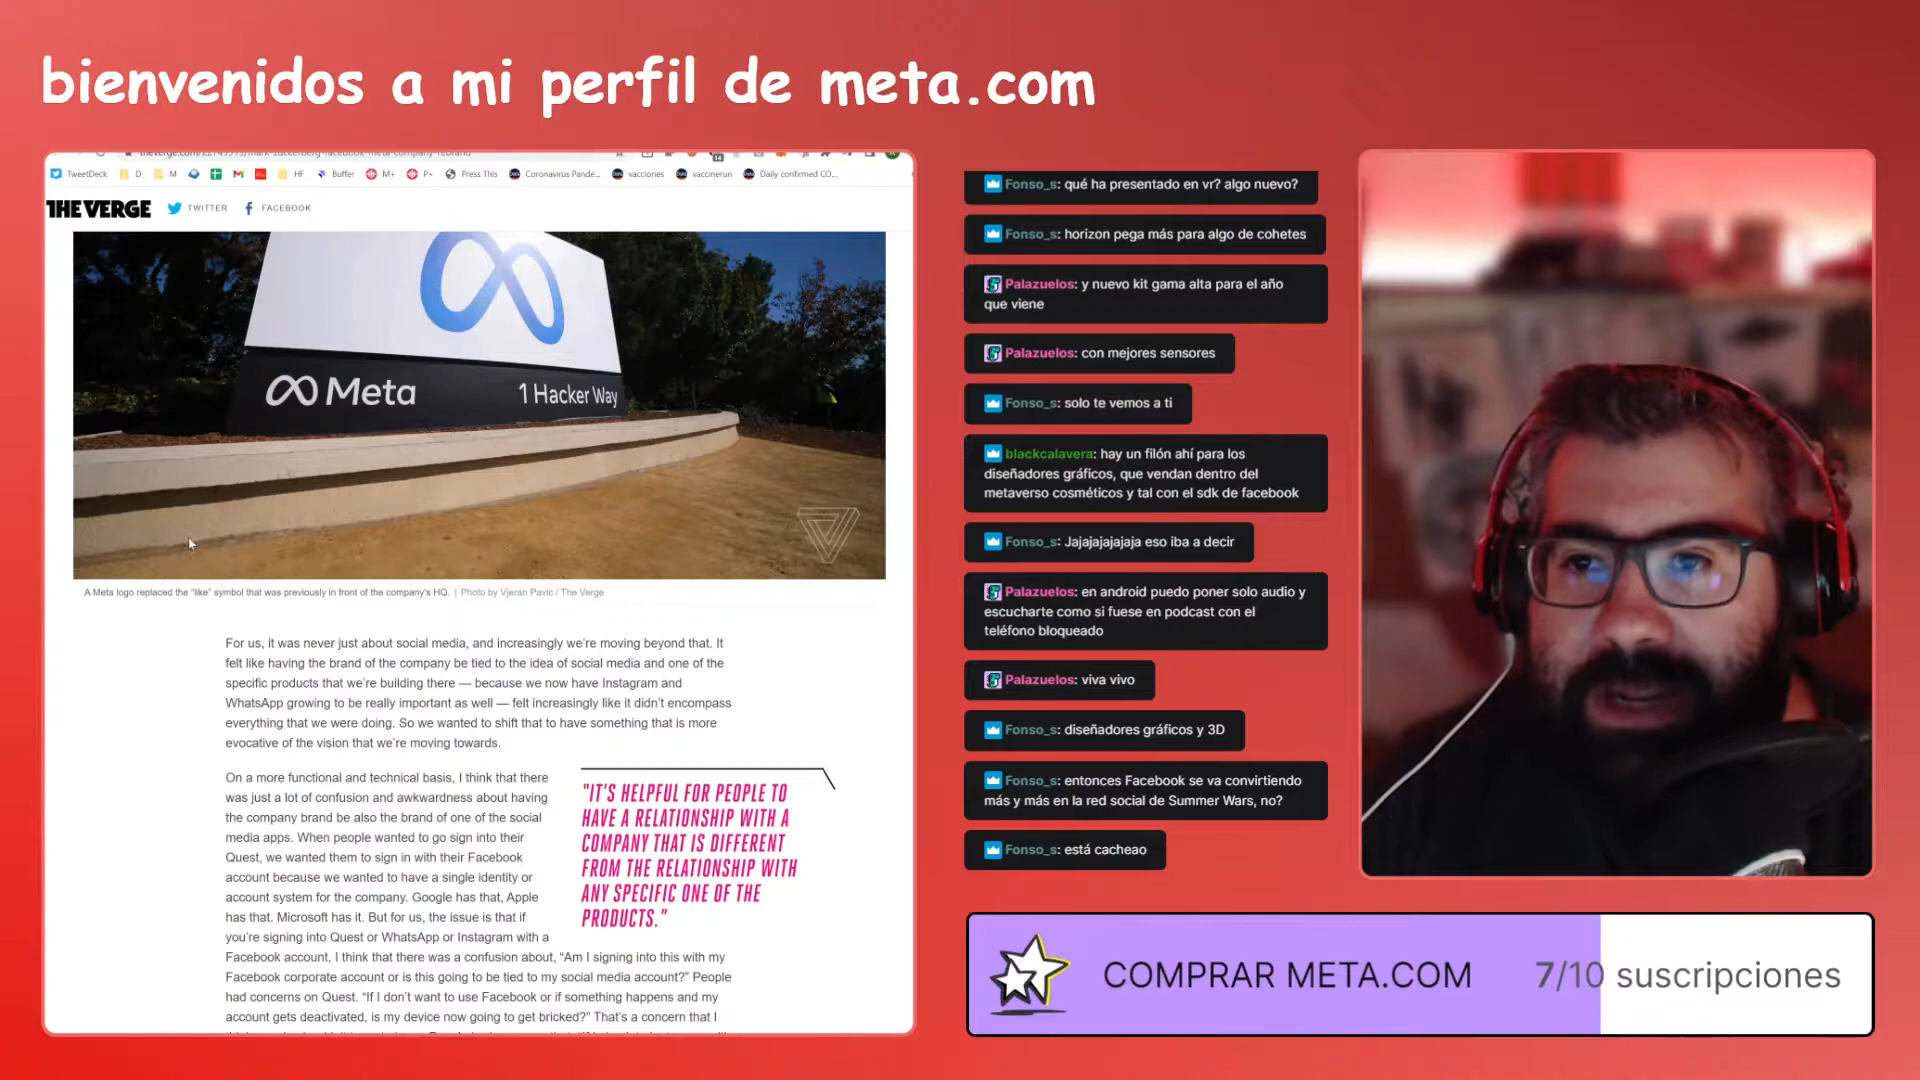 bienvenidos a mi perfil de meta.com
theverge.com/22749919/mark-zuckerberg-facebook-meta-company-rebrand
14
TweetDeck D M HF Buffer M+ P+ Press This Coronavirus Pande... vacciones vaccinerun Daily confirmed CO...
THE VERGE TWITTER FACEBOOK
Meta 1 Hacker Way
A Meta logo replaced the “like” symbol that was previously in front of the company's HQ. | Photo by Vjeran Pavic / The Verge
For us, it was never just about social media, and increasingly we’re moving beyond that. It
felt like having the brand of the company be tied to the idea of social media and one of the
specific products that we’re building there — because we now have Instagram and
WhatsApp growing to be really important as well — felt increasingly like it didn’t encompass
everything that we were doing. So we wanted to shift that to have something that is more
evocative of the vision that we’re moving towards.
On a more functional and technical basis, I think that there
was just a lot of confusion and awkwardness about having
the company brand be also the brand of one of the social
media apps. When people wanted to go sign into their
Quest, we wanted them to sign in with their Facebook
account because we wanted to have a single identity or
account system for the company. Google has that, Apple
has that. Microsoft has it. But for us, the issue is that if
you’re signing into Quest or WhatsApp or Instagram with a
Facebook account, I think that there was a confusion about, “Am I signing into this with my
Facebook corporate account or is this going to be tied to my social media account?” People
had concerns on Quest. “If I don’t want to use Facebook or if something happens and my
account gets deactivated, is my device now going to get bricked?” That’s a concern that I
"IT'S HELPFUL FOR PEOPLE TO
HAVE A RELATIONSHIP WITH A
COMPANY THAT IS DIFFERENT
FROM THE RELATIONSHIP WITH
ANY SPECIFIC ONE OF THE
PRODUCTS."
Fonso_s: qué ha presentado en vr? algo nuevo?
Fonso_s: horizon pega más para algo de cohetes
Palazuelos: y nuevo kit gama alta para el año
que viene
Palazuelos: con mejores sensores
Fonso_s: solo te vemos a ti
blackcalavera: hay un filón ahí para los
diseñadores gráficos, que vendan dentro del
metaverso cosméticos y tal con el sdk de facebook
Fonso_s: Jajajajajajaja eso iba a decir
Palazuelos: en android puedo poner solo audio y
escucharte como si fuese en podcast con el
teléfono bloqueado
Palazuelos: viva vivo
Fonso_s: diseñadores gráficos y 3D
Fonso_s: entonces Facebook se va convirtiendo
más y más en la red social de Summer Wars, no?
Fonso_s: está cacheao
COMPRAR META.COM 7/10 suscripciones